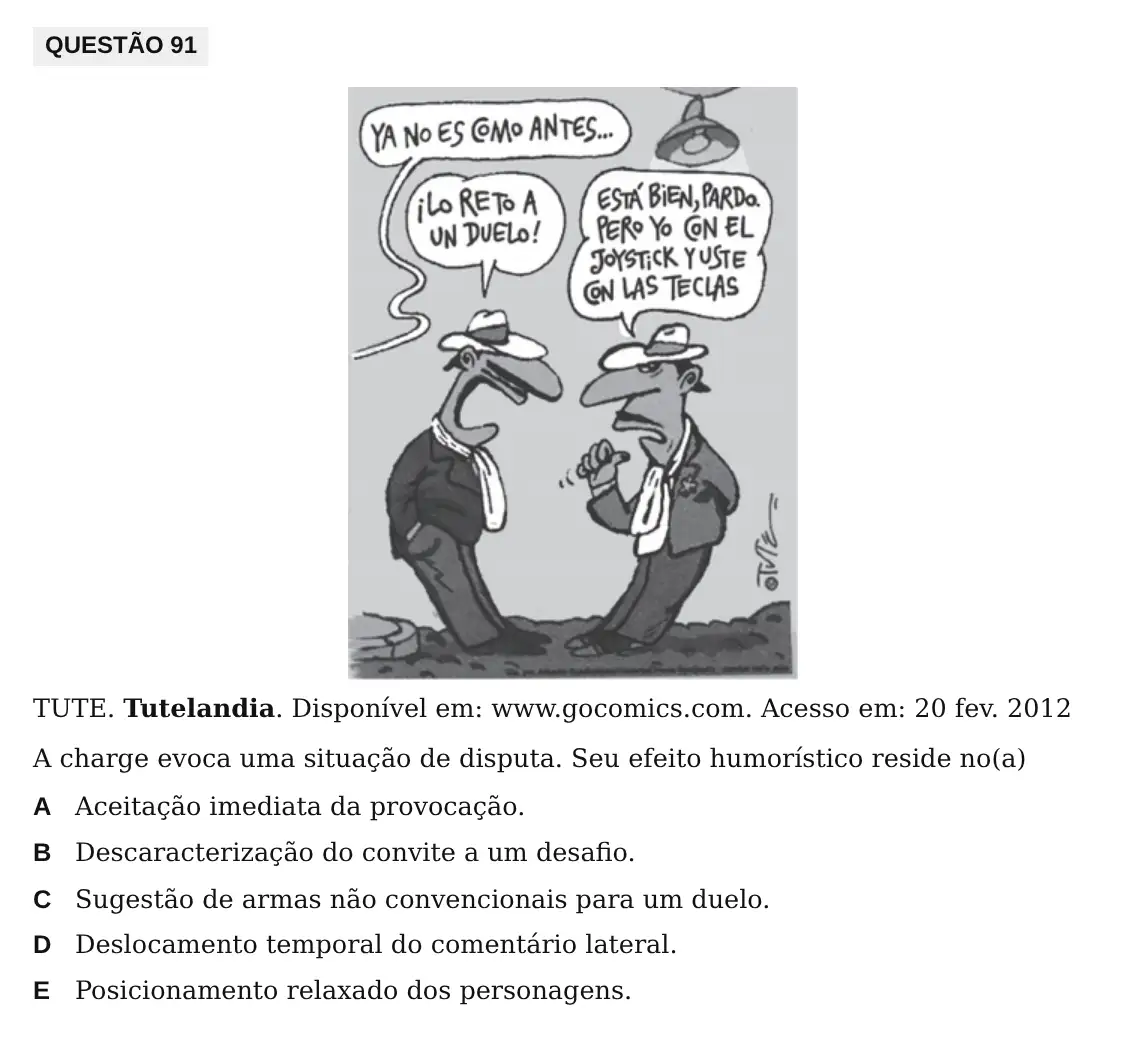 QUESTÃO 91
YA NO ES COMO ANTES...
¡LO RETO A
UN DUELO!
ESTÁ BIEN, PARDO.
PERO YO CON EL
JOYSTICK Y USTE
CON LAS TECLAS
©TUTE
TUTE. Tutelandia. Disponível em: www.gocomics.com. Acesso em: 20 fev. 2012
A charge evoca uma situação de disputa. Seu efeito humorístico reside no(a)
A Aceitação imediata da provocação.
B Descaracterização do convite a um desafio.
C Sugestão de armas não convencionais para um duelo.
D Deslocamento temporal do comentário lateral.
E Posicionamento relaxado dos personagens.